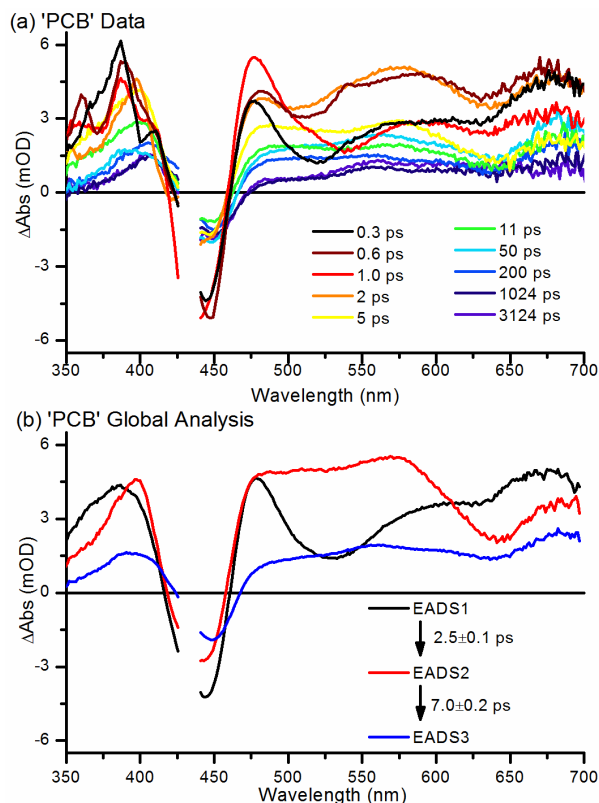 (a) 'PCB' Data
6
3
0
-3
-6
ΔAbs (mOD)
0.3 ps
0.6 ps
1.0 ps
2 ps
5 ps
11 ps
50 ps
200 ps
1024 ps
3124 ps
350 400 450 500 550 600 650 700
Wavelength (nm)
(b) 'PCB' Global Analysis
6
3
0
-3
-6
ΔAbs (mOD)
EADS1
2.5±0.1 ps
EADS2
7.0±0.2 ps
EADS3
350 400 450 500 550 600 650 700
Wavelength (nm)